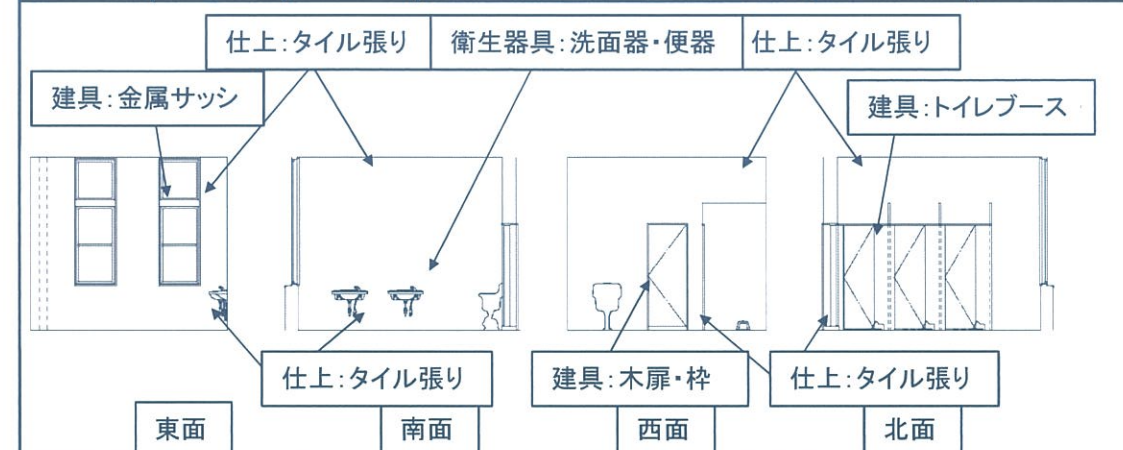 仕上:タイル張り
衛生器具:洗面器・便器
仕上:タイル張り
建具:金属サッシ
建具:トイレブース
仕上:タイル張り
建具:木扉・枠
仕上:タイル張り
東面
南面
西面
北面